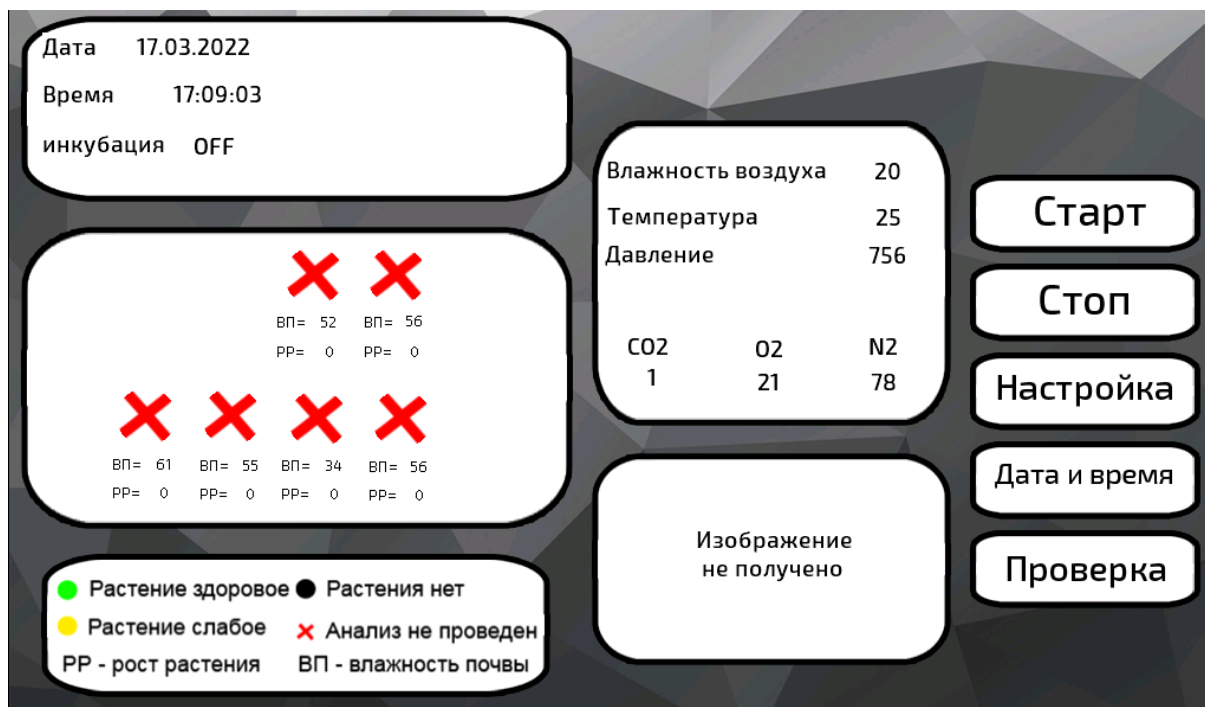 Дата 17.03.2022
Время 17:09:03
инкубация OFF
ВП= 52 ВП= 56
РР= 0 РР= 0
ВП= 61 ВП= 55 ВП= 34 ВП= 56
РР= 0 РР= 0 РР= 0 РР= 0
Растение здоровое Растения нет
Растение слабое Анализ не проведен
РР - рост растения ВП - влажность почвы
Влажность воздуха 20
Температура 25
Давление 756
CO2 O2 N2
1 21 78
Изображение
не получено
Старт
Стоп
Настройка
Дата и время
Проверка